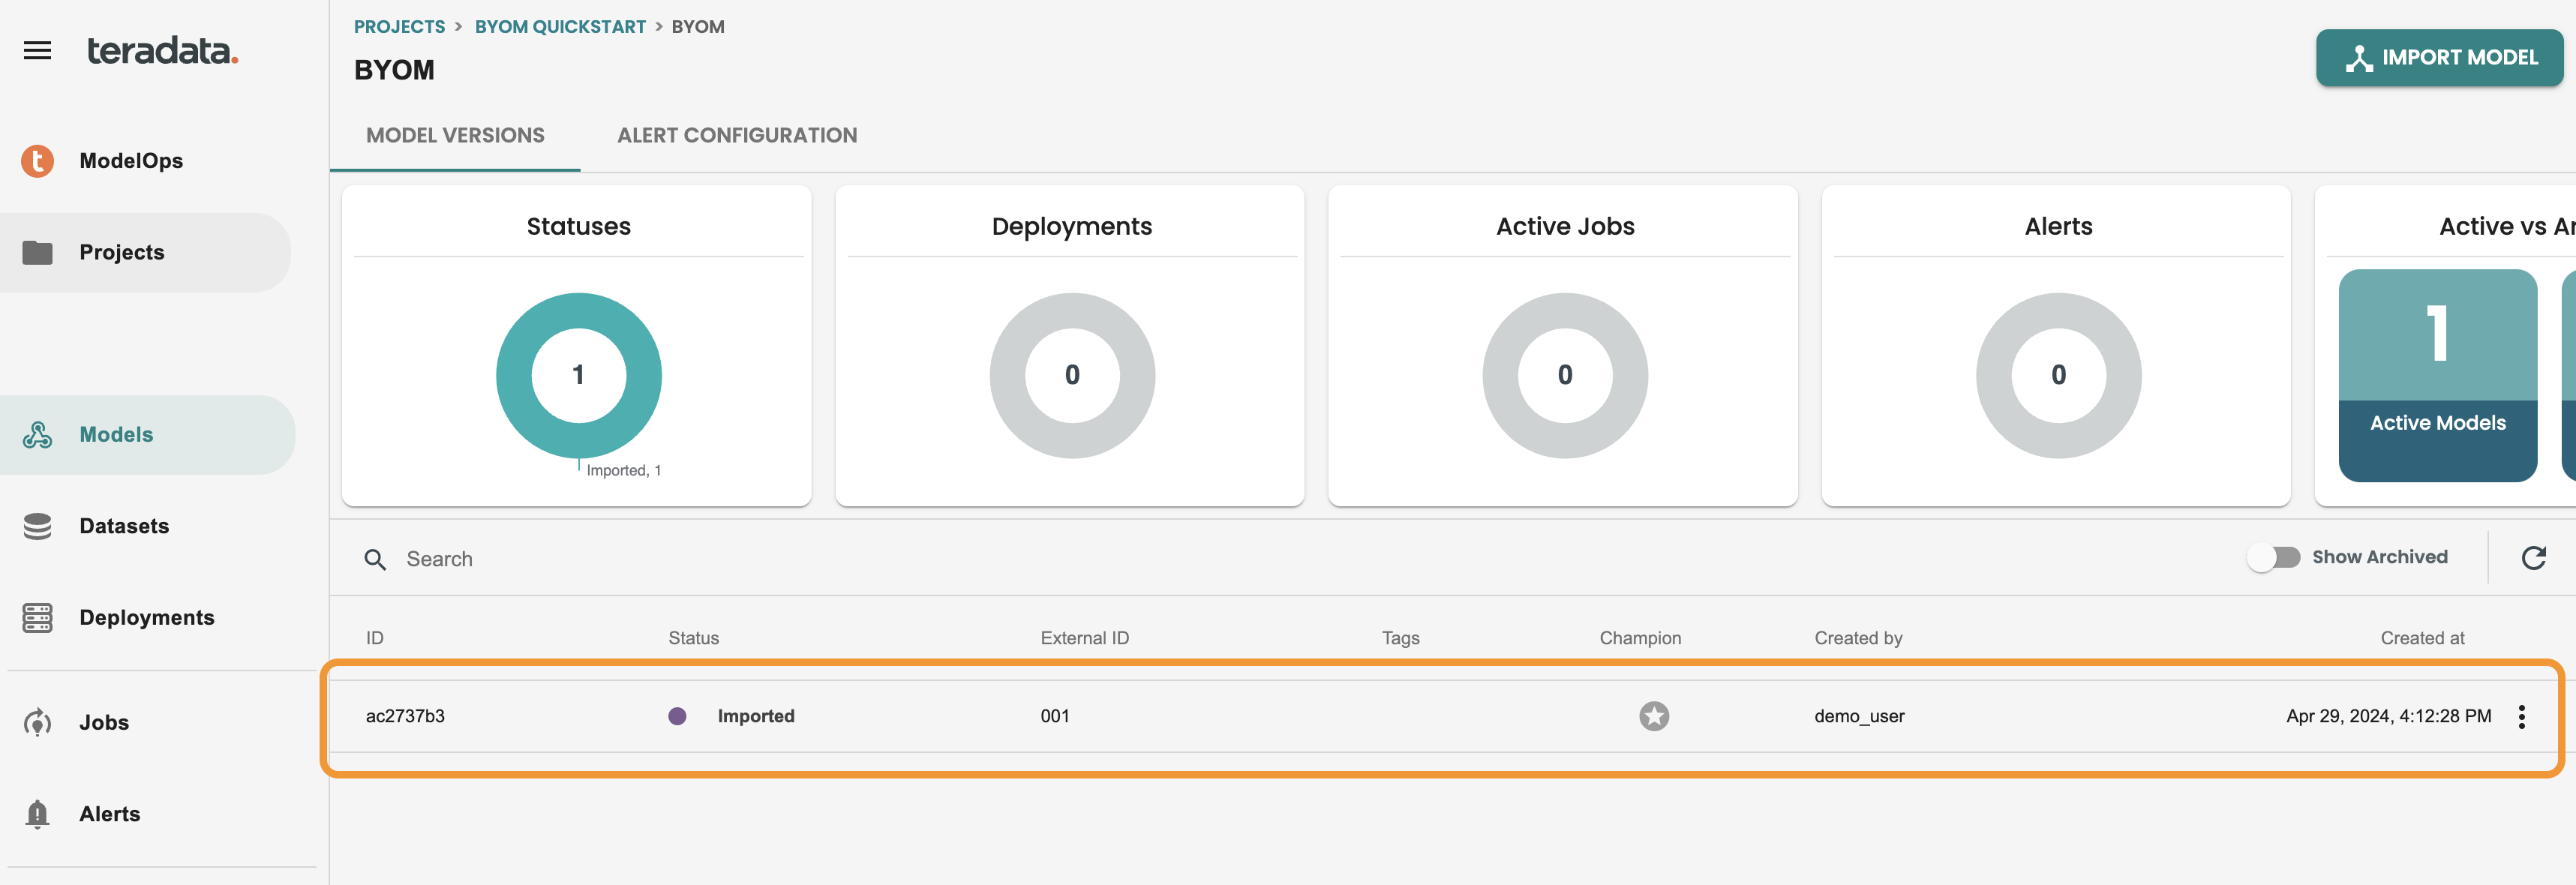 teradata.
ModelOps
Projects
Models
Datasets
Deployments
Jobs
Alerts
PROJECTS > BYOM QUICKSTART > BYOM
BYOM
IMPORT MODEL
MODEL VERSIONS ALERT CONFIGURATION
Statuses
1
Imported, 1
Deployments
0
Active Jobs
0
Alerts
0
Active vs Ar
1
Active Models
Search
Show Archived
ID Status External ID Tags Champion Created by Created at
ac2737b3 Imported 001 demo_user Apr 29, 2024, 4:12:28 PM